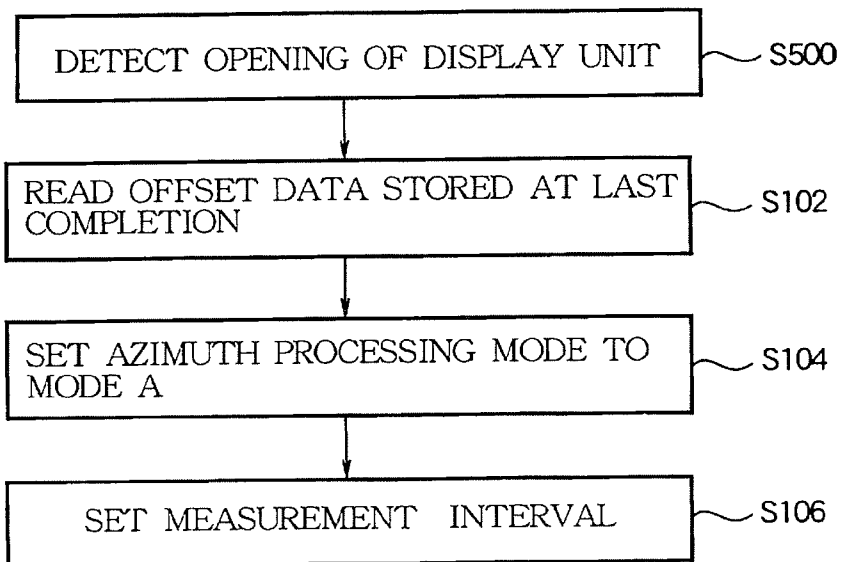 DETECT OPENING OF DISPLAY UNIT S500
READ OFFSET DATA STORED AT LAST
COMPLETION
S102
SET AZIMUTH PROCESSING MODE TO
MODE A
S104
SET MEASUREMENT INTERVAL S106